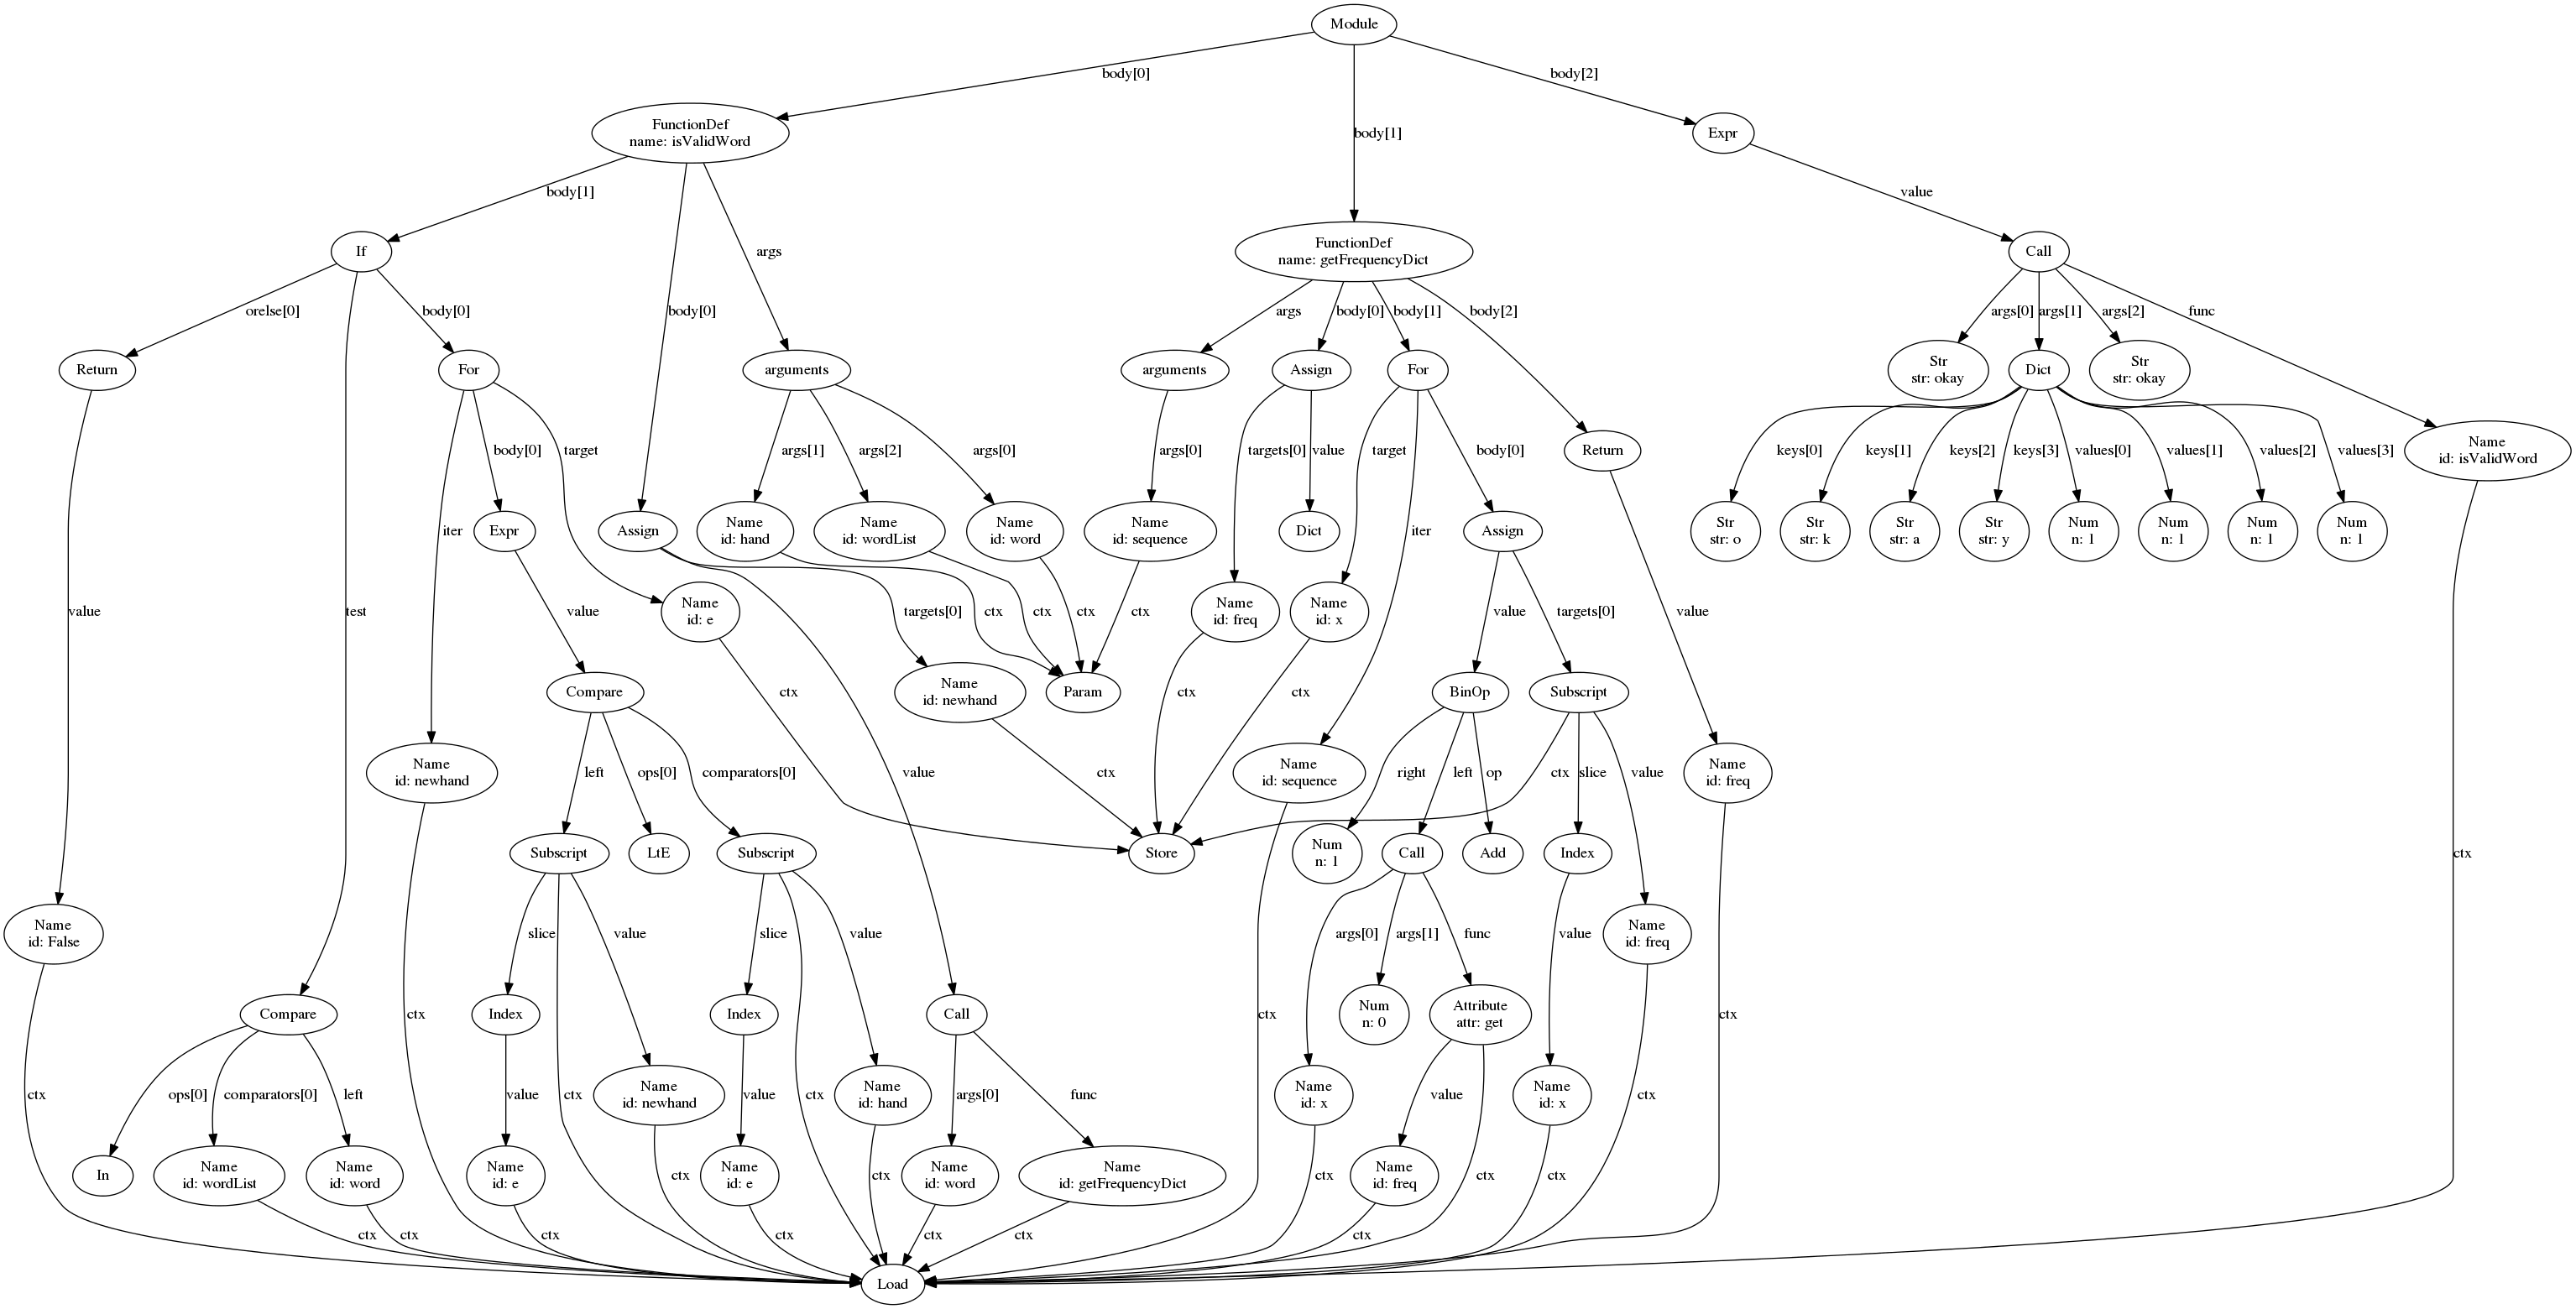 Module
body[0]
body[1]
body[2]
FunctionDef
name: isValidWord
Expr
body[1]
value
If
FunctionDef
name: getFrequencyDict
Call
args
orelse[0]
body[0]
body[0]
args
body[0]
body[1]
body[2]
args[0]
args[1]
args[2]
func
Return
For
arguments
arguments
Assign
For
Str
str: okay
Dict
Str
str: okay
body[0]
target
args[1]
args[2]
args[0]
args[0]
targets[0]
value
target
body[0]
Return
keys[0]
keys[1]
keys[2]
keys[3]
values[0]
values[1]
values[2]
values[3]
Name
id: isValidWord
iter
Expr
Assign
Name
id: hand
Name
id: wordList
Name
id: word
Name
id: sequence
Dict
iter
Assign
Str
str: o
Str
str: k
Str
str: a
Str
str: y
Num
n: 1
Num
n: 1
Num
n: 1
Num
n: 1
value
test
value
Name
id: e
targets[0]
ctx
ctx
ctx
ctx
Name
id: freq
Name
id: x
value
targets[0]
value
Compare
ctx
Name
id: newhand
Param
ctx
ctx
BinOp
Subscript
Name
id: newhand
left
ops[0]
comparators[0]
value
ctx
Name
id: sequence
right
left
op
ctx
slice
value
Name
id: freq
Subscript
LtE
Subscript
Store
Num
n: 1
Call
Add
Index
ctx
Name
id: False
slice
value
slice
value
args[0]
args[1]
func
value
Name
id: freq
Compare
ctx
Index
Index
Call
ctx
Num
n: 0
Attribute
attr: get
ctx
ctx
ops[0]
comparators[0]
left
value
ctx
Name
id: newhand
value
ctx
Name
id: hand
args[0]
func
Name
id: x
value
Name
id: x
ctx
In
Name
id: wordList
Name
id: word
Name
id: e
ctx
Name
id: e
ctx
Name
id: word
Name
id: getFrequencyDict
ctx
Name
id: freq
ctx
ctx
ctx
ctx
ctx
ctx
ctx
ctx
ctx
Load